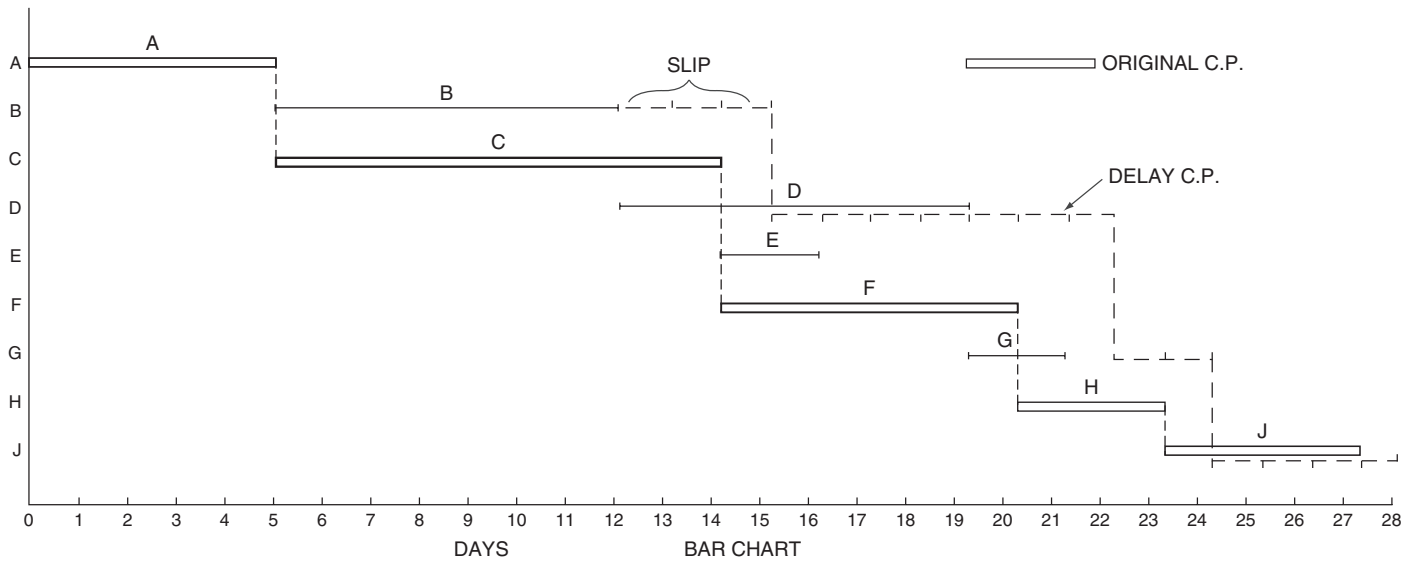 A
A
ORIGINAL C.P.
SLIP
B
B
C
C
DELAY C.P.
D
D
E
E
F
F
G
G
H
H
J
J
0 1 2 3 4 5 6 7 8 9 10 11 12 13 14 15 16 17 18 19 20 21 22 23 24 25 26 27 28
DAYS
BAR CHART